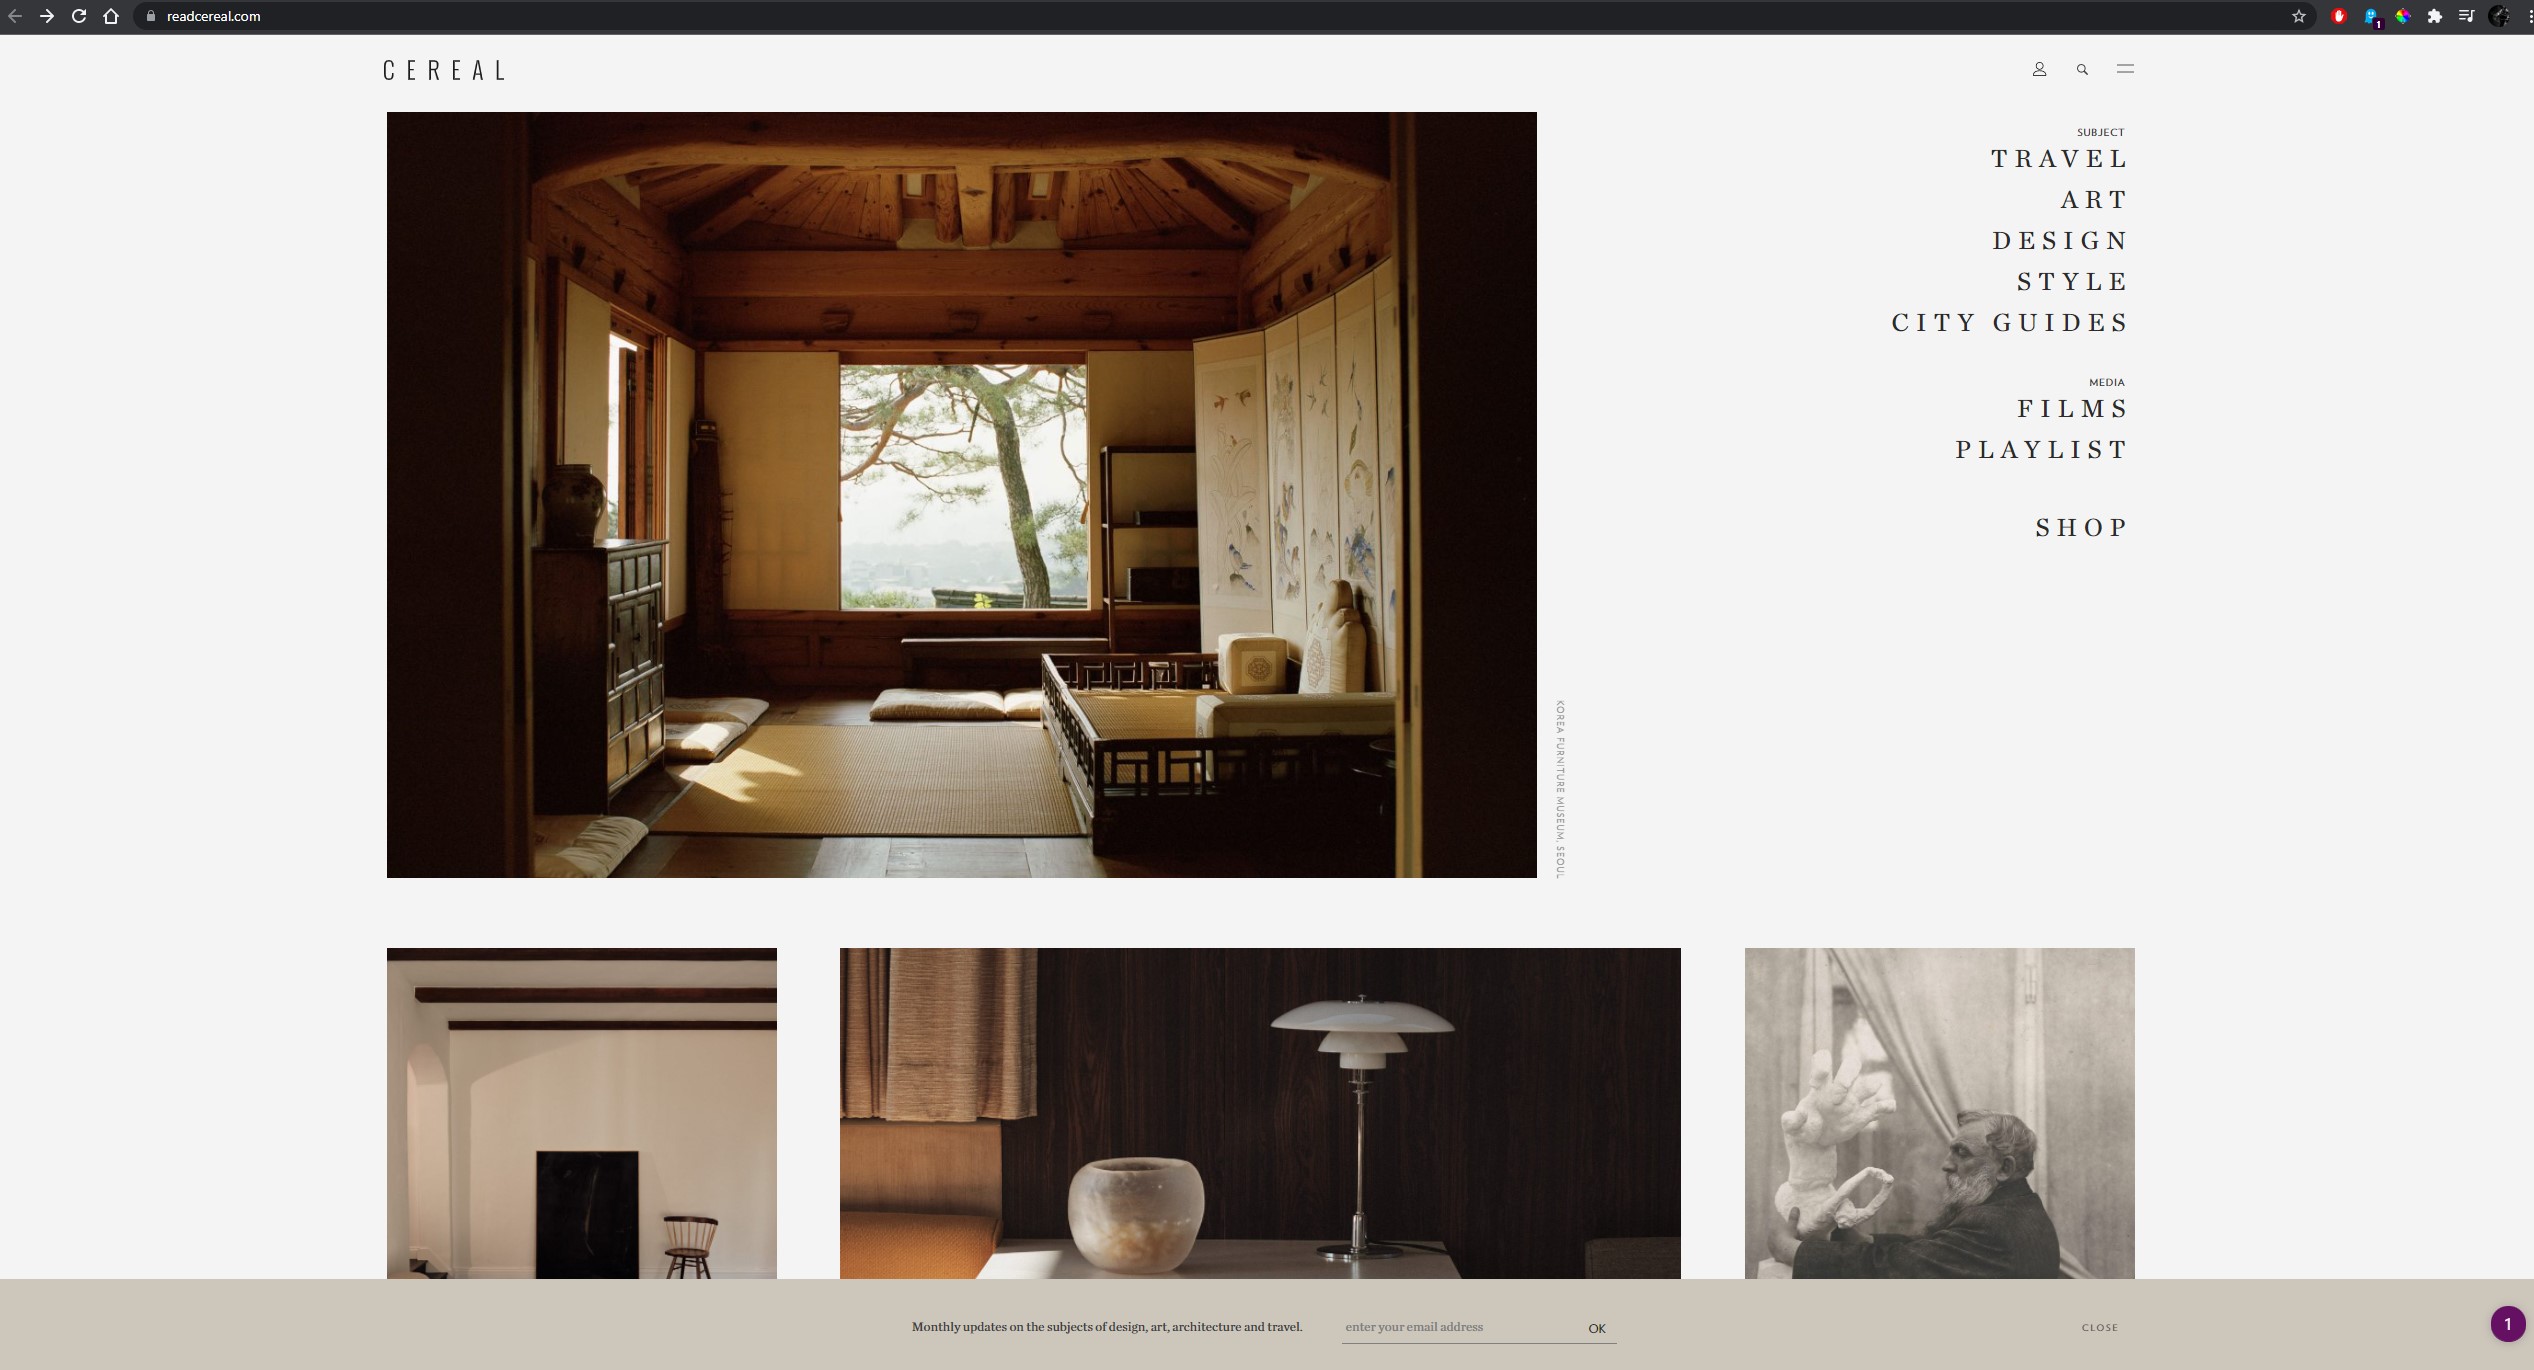 readcereal.com
1
CEREAL
SUBJECT
TRAVEL
ART
DESIGN
STYLE
CITY GUIDES
MEDIA
FILMS
PLAYLIST
SHOP
KOREA FURNITURE MUSEUM, SEOUL
Monthly updates on the subjects of design, art, architecture and travel.
enter your email address
OK
CLOSE
1